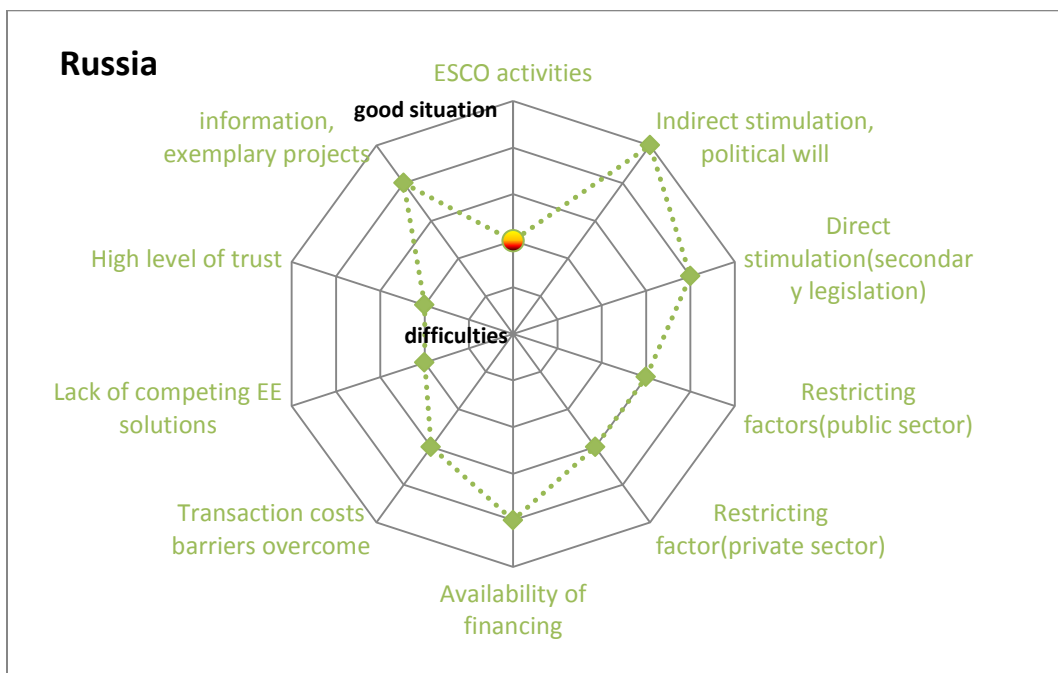 Russia
ESCO activities
good situation
information,
exemplary projects
Indirect stimulation,
political will
High level of trust
Direct
stimulation(secondar
y legislation)
difficulties
Lack of competing EE
solutions
Restricting
factors(public sector)
Transaction costs
barriers overcome
Restricting
factor(private sector)
Availability of
financing